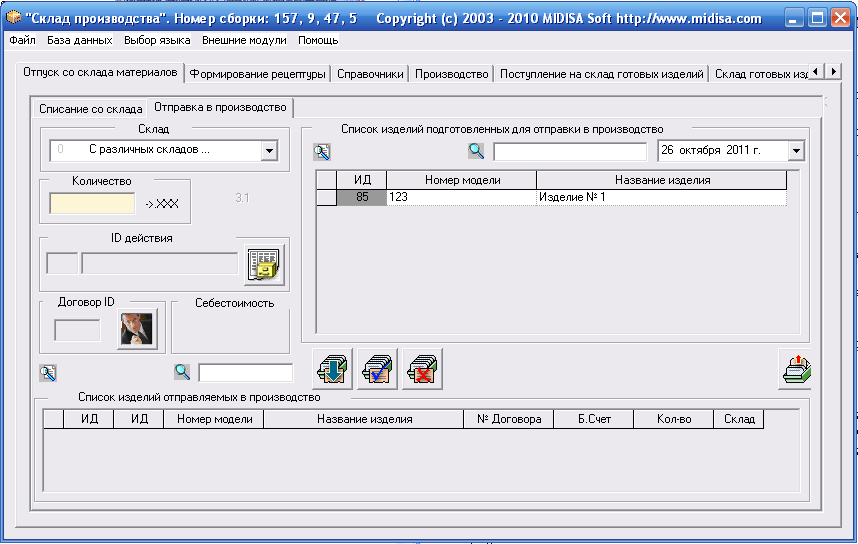 "Склад производства". Номер сборки: 157, 9, 47, 5 Copyright (c) 2003 - 2010 MIDISA Soft http://www.midisa.com
Файл База данных Выбор языка Внешние модули Помощь
Отпуск со склада материалов Формирование рецептуры Справочники Производство Поступление на склад готовых изделий Склад готовых изд
Списание со склада Отправка в производство
Склад
0 С различных складов ...
Количество
->.XXX 3.1
ID действия
Договор ID Себестоимость
Список изделий подготовленных для отправки в производство
26 октября 2011 г.
ИД Номер модели Название изделия
85 123 Изделие № 1
Список изделий отправляемых в производство
ИД ИД Номер модели Название изделия № Договора Б.Счет Кол-во Склад